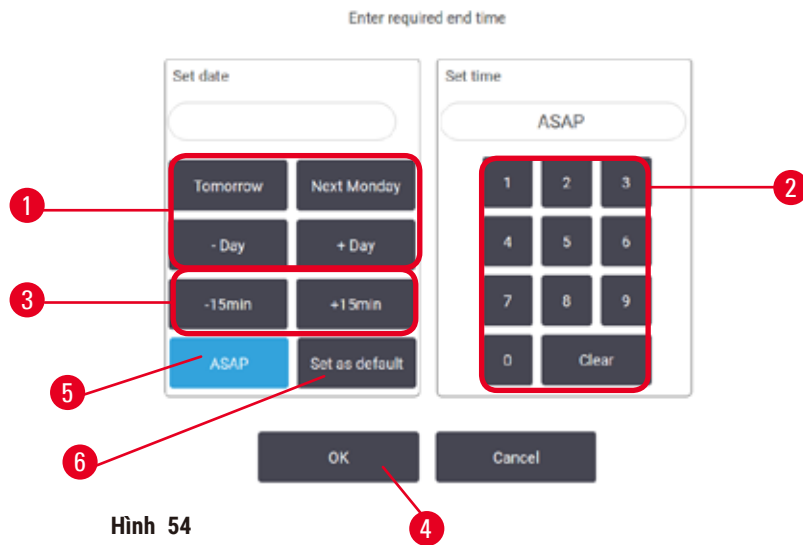 Enter required end time
Set date
Set time
ASAP
Tomorrow
Next Monday
1
2
3
2
1
- Day
+ Day
4
5
6
3
-15min
+15min
7
8
9
ASAP
Set as default
0
Clear
5
6
OK
Cancel
4
Hình 54